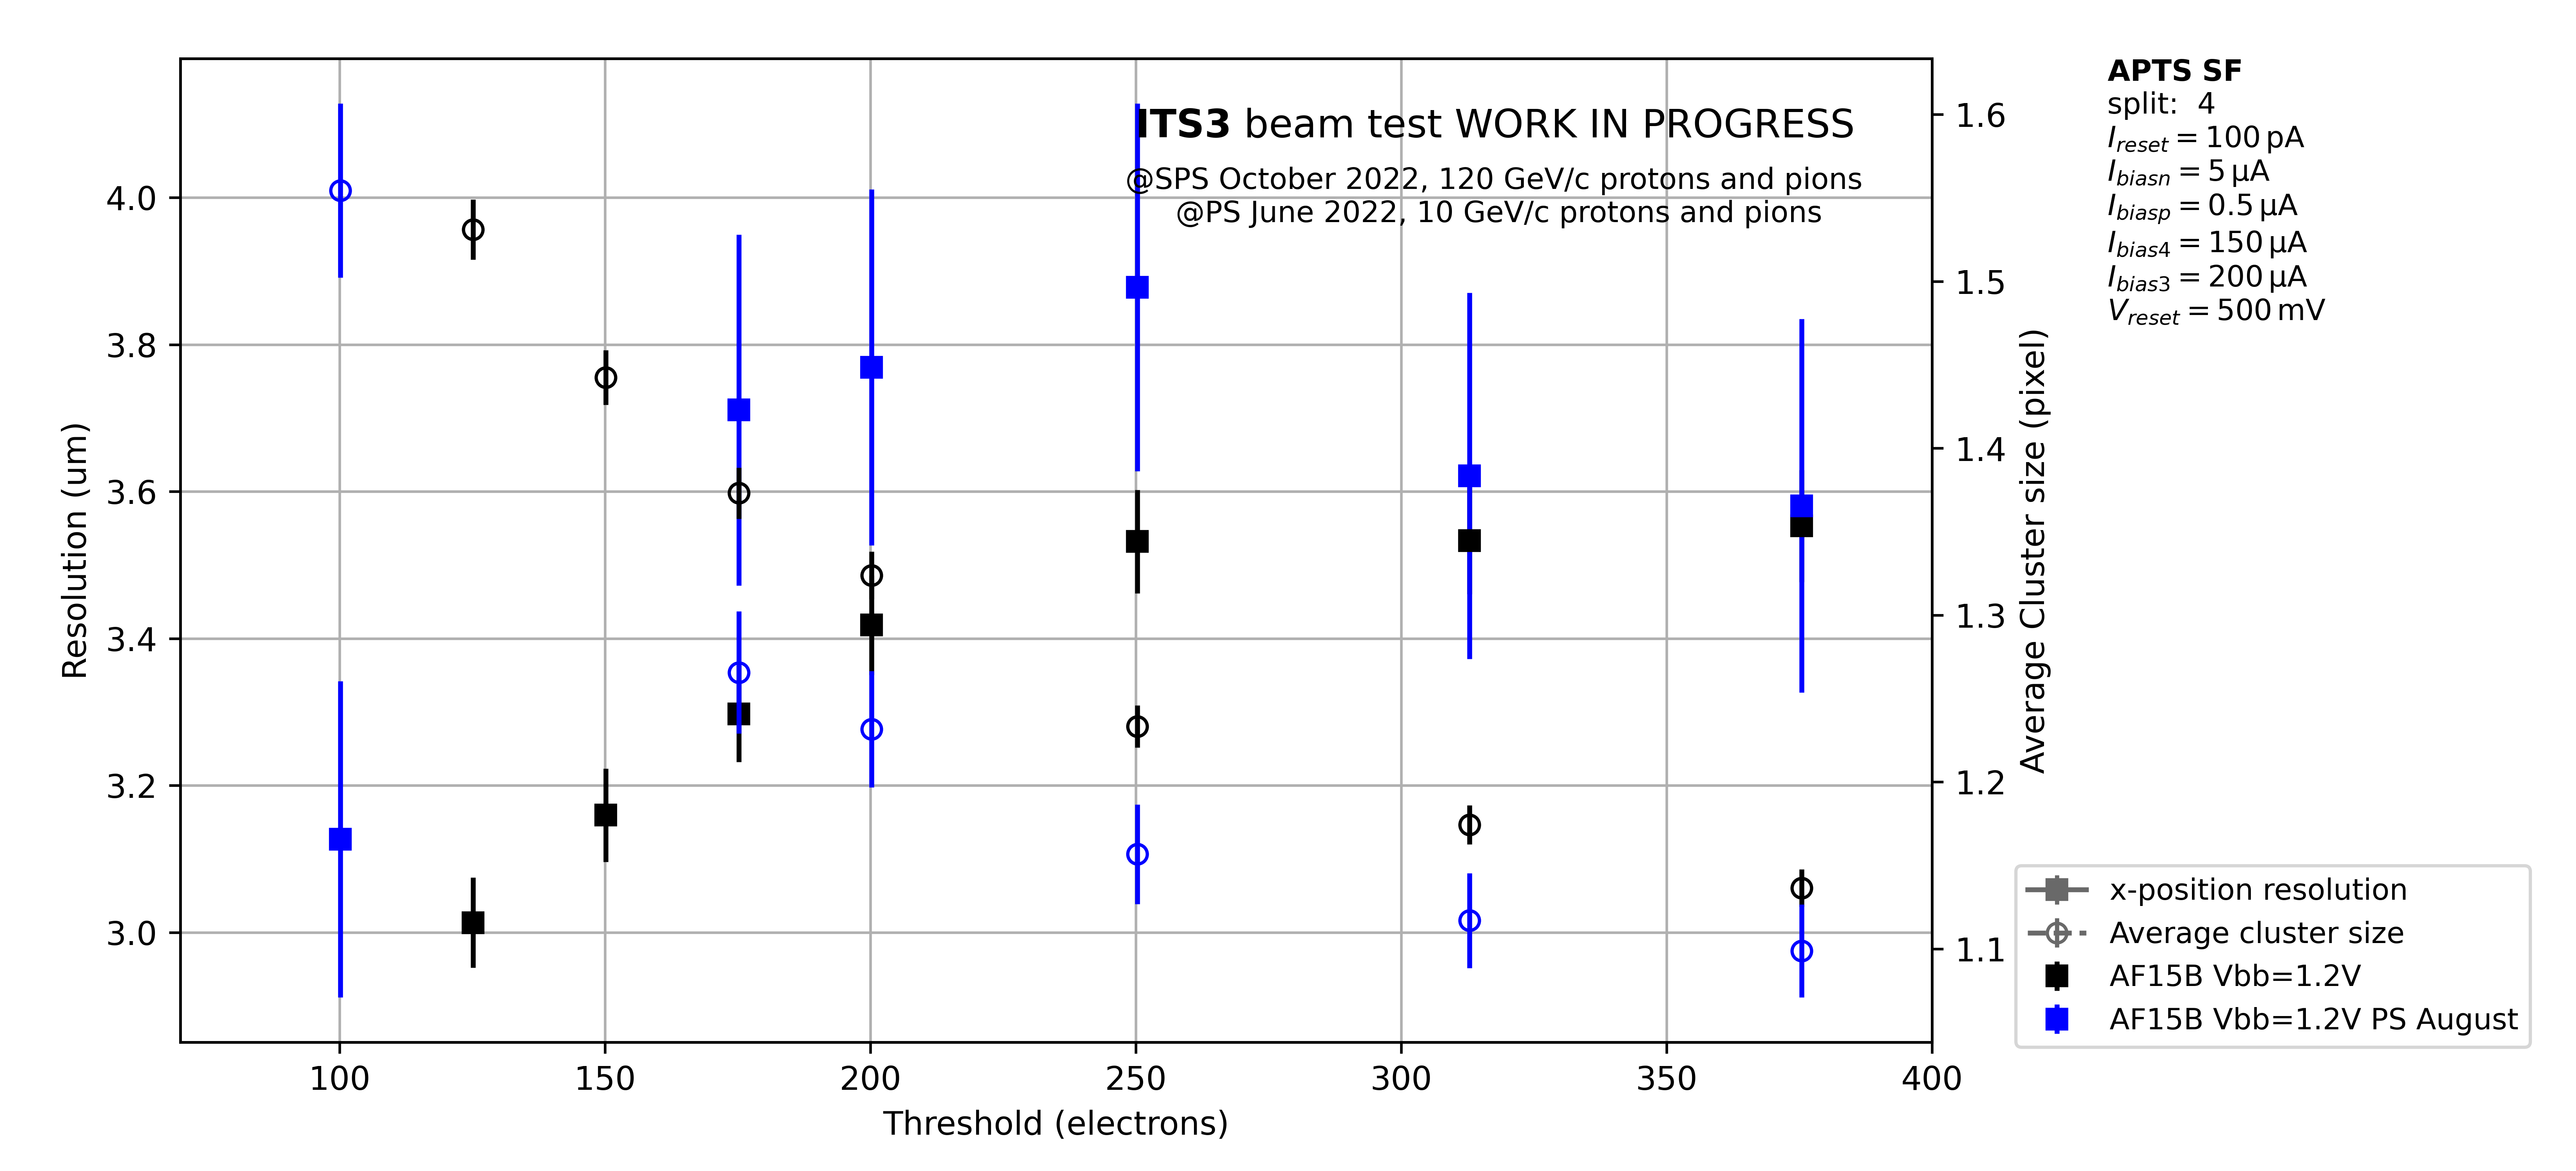 ITS3 beam test WORK IN PROGRESS
@SPS October 2022, 120 GeV/c protons and pions
@PS June 2022, 10 GeV/c protons and pions
Resolution (um)
4.0
3.8
3.6
3.4
3.2
3.0
100
150
200
250
300
350
400
Threshold (electrons)
1.6
1.5
1.4
1.3
1.2
1.1
Average Cluster size (pixel)
APTS SF
split: 4
I_reset = 100 pA
I_biasn = 5 µA
I_biasp = 0.5 µA
I_bias4 = 150 µA
I_bias3 = 200 µA
V_reset = 500 mV
x-position resolution
Average cluster size
AF15B Vbb=1.2V
AF15B Vbb=1.2V PS August